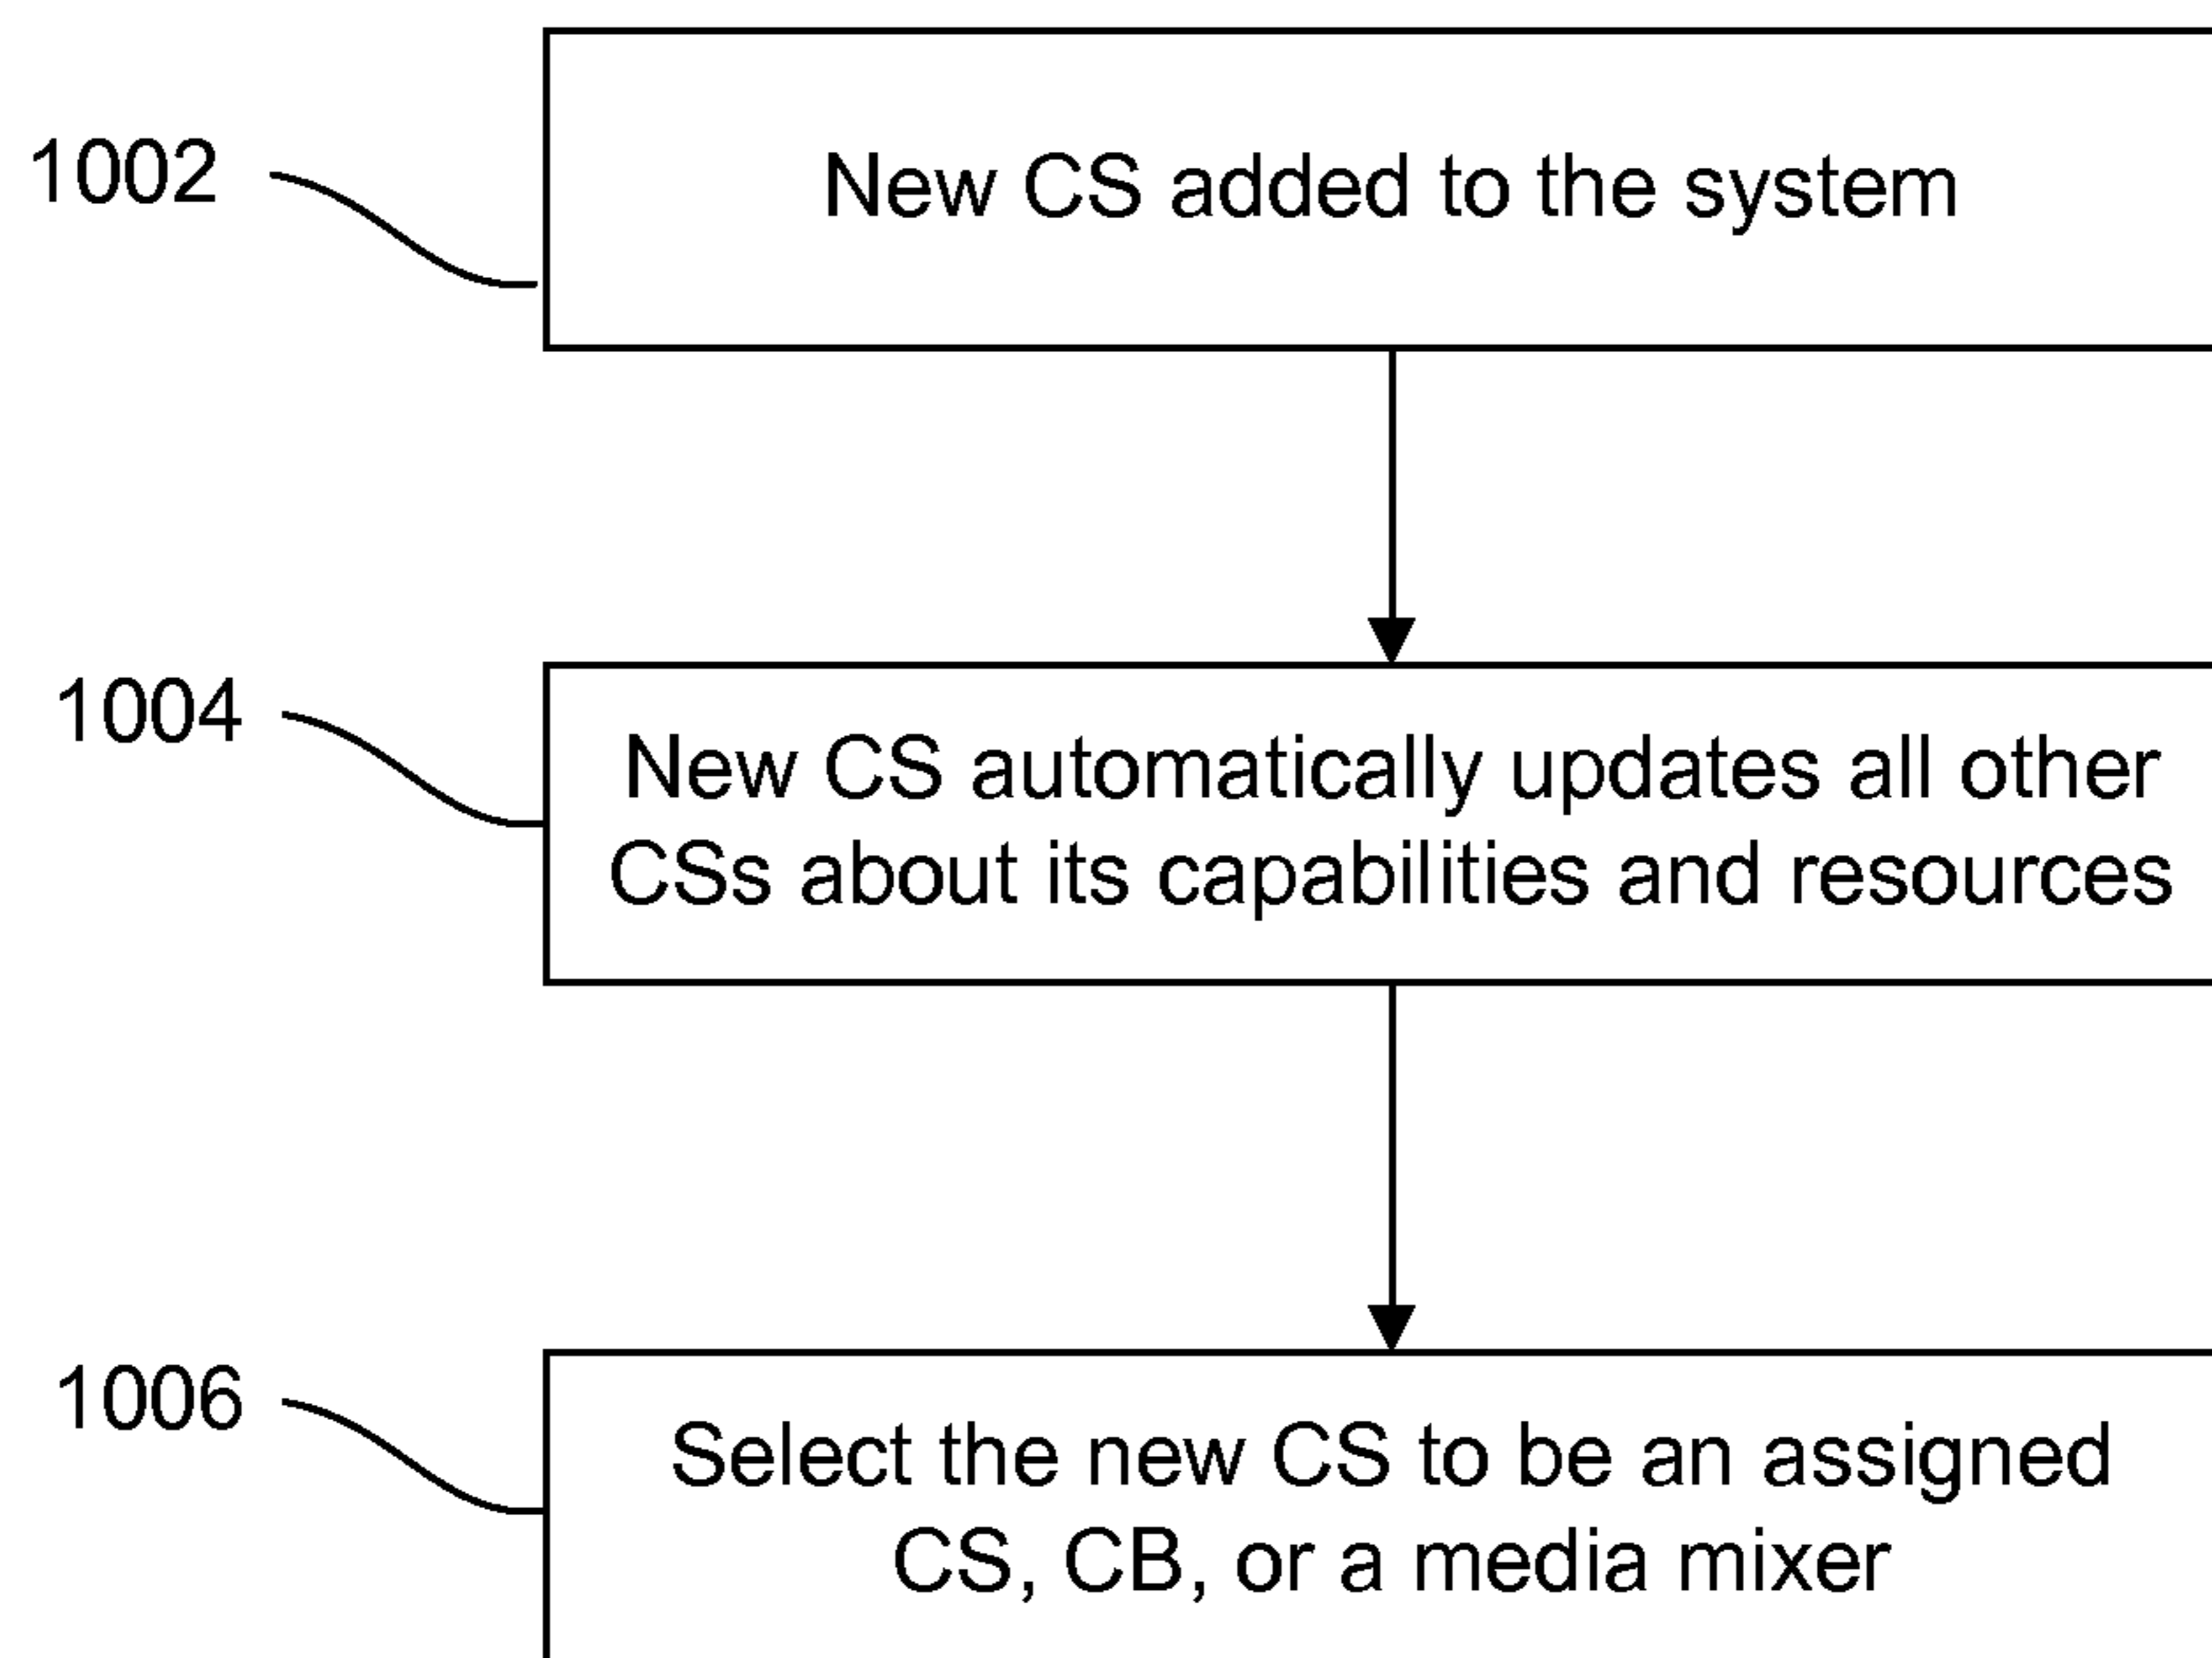 1002
New CS added to the system
1004
New CS automatically updates all other
CSs about its capabilities and resources
1006
Select the new CS to be an assigned
CS, CB, or a media mixer